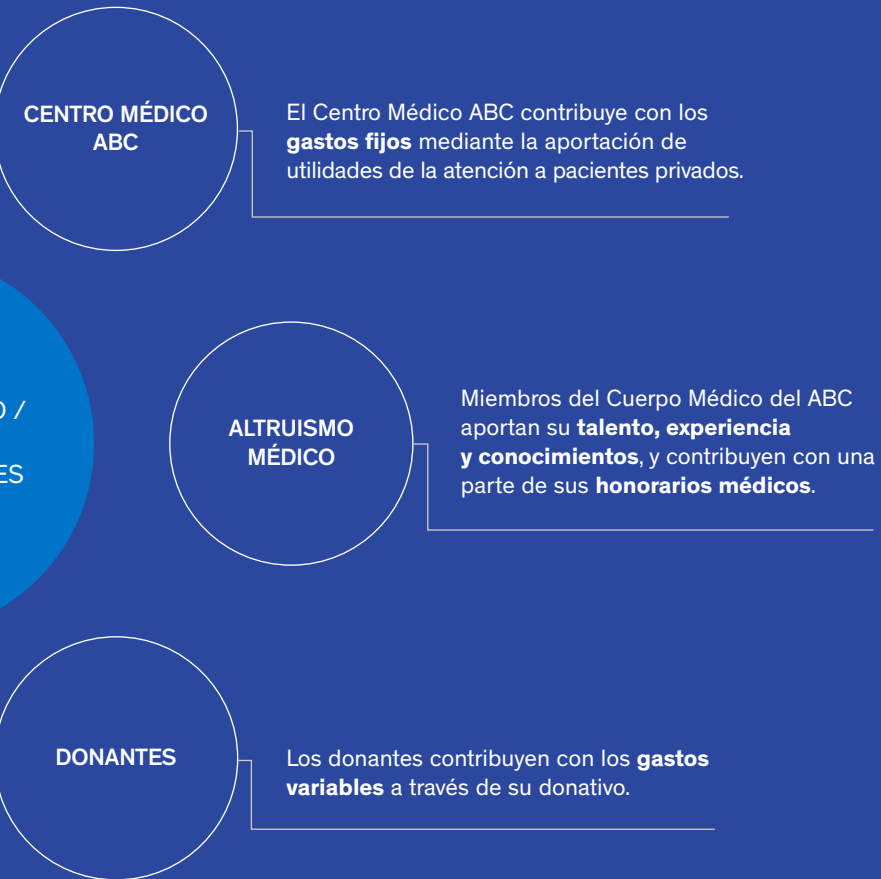 CENTRO MÉDICO
ABC
El Centro Médico ABC contribuye con los
gastos fijos mediante la aportación de
utilidades de la atención a pacientes privados.
O /
ES
ALTRUISMO
MÉDICO
Miembros del Cuerpo Médico del ABC
aportan su talento, experiencia
y conocimientos, y contribuyen con una
parte de sus honorarios médicos.
DONANTES
Los donantes contribuyen con los gastos
variables a través de su donativo.